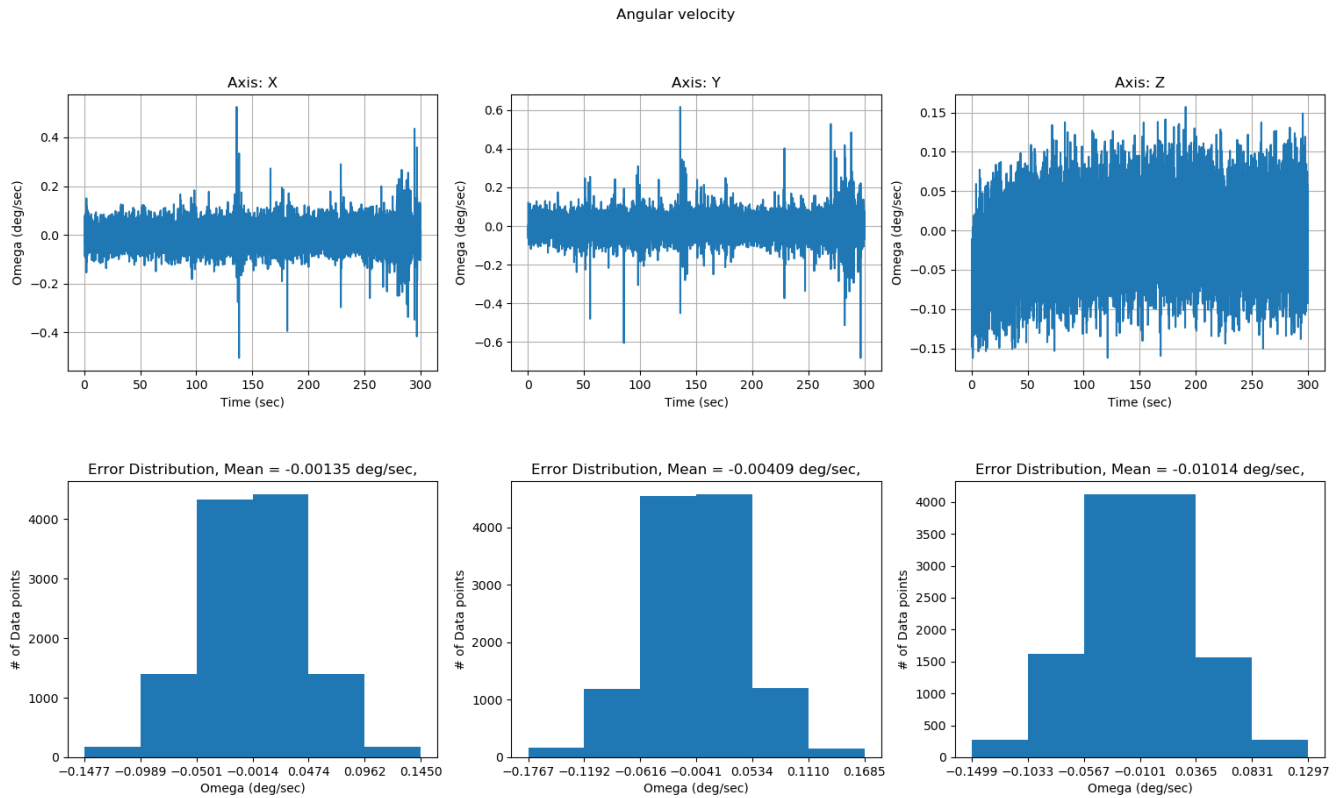 Angular velocity
Axis: X
Omega (deg/sec)
0.4
0.2
0.0
−0.2
−0.4
0 50 100 150 200 250 300
Time (sec)
Axis: Y
Omega (deg/sec)
0.6
0.4
0.2
0.0
−0.2
−0.4
−0.6
0 50 100 150 200 250 300
Time (sec)
Axis: Z
Omega (deg/sec)
0.15
0.10
0.05
0.00
−0.05
−0.10
−0.15
0 50 100 150 200 250 300
Time (sec)
Error Distribution, Mean = -0.00135 deg/sec,
# of Data points
4000
3000
2000
1000
0
−0.1477 −0.0989 −0.0501 −0.0014 0.0474 0.0962 0.1450
Omega (deg/sec)
Error Distribution, Mean = -0.00409 deg/sec,
# of Data points
4000
3000
2000
1000
0
−0.1767 −0.1192 −0.0616 −0.0041 0.0534 0.1110 0.1685
Omega (deg/sec)
Error Distribution, Mean = -0.01014 deg/sec,
# of Data points
4000
3500
3000
2500
2000
1500
1000
500
0
−0.1499 −0.1033 −0.0567 −0.0101 0.0365 0.0831 0.1297
Omega (deg/sec)